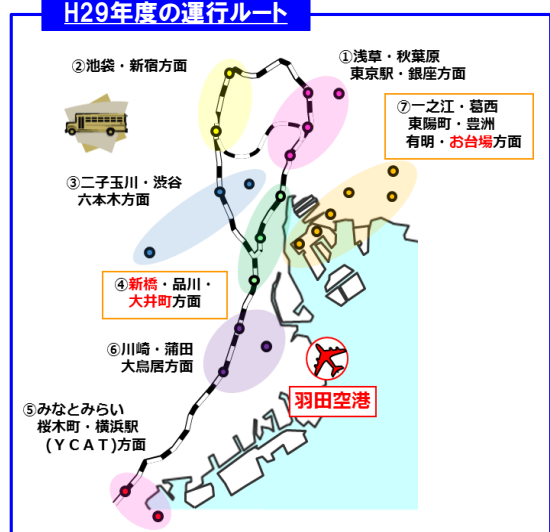 H29年度の運行ルート
①浅草・秋葉原
東京駅・銀座方面
②池袋・新宿方面
⑦一之江・葛西
東陽町・豊洲
有明・お台場方面
③二子玉川・渋谷
六本木方面
④新橋・品川・
大井町方面
⑥川崎・蒲田
大鳥居方面
羽田空港
⑤みなとみらい
桜木町・横浜駅
(ＹＣＡＴ)方面